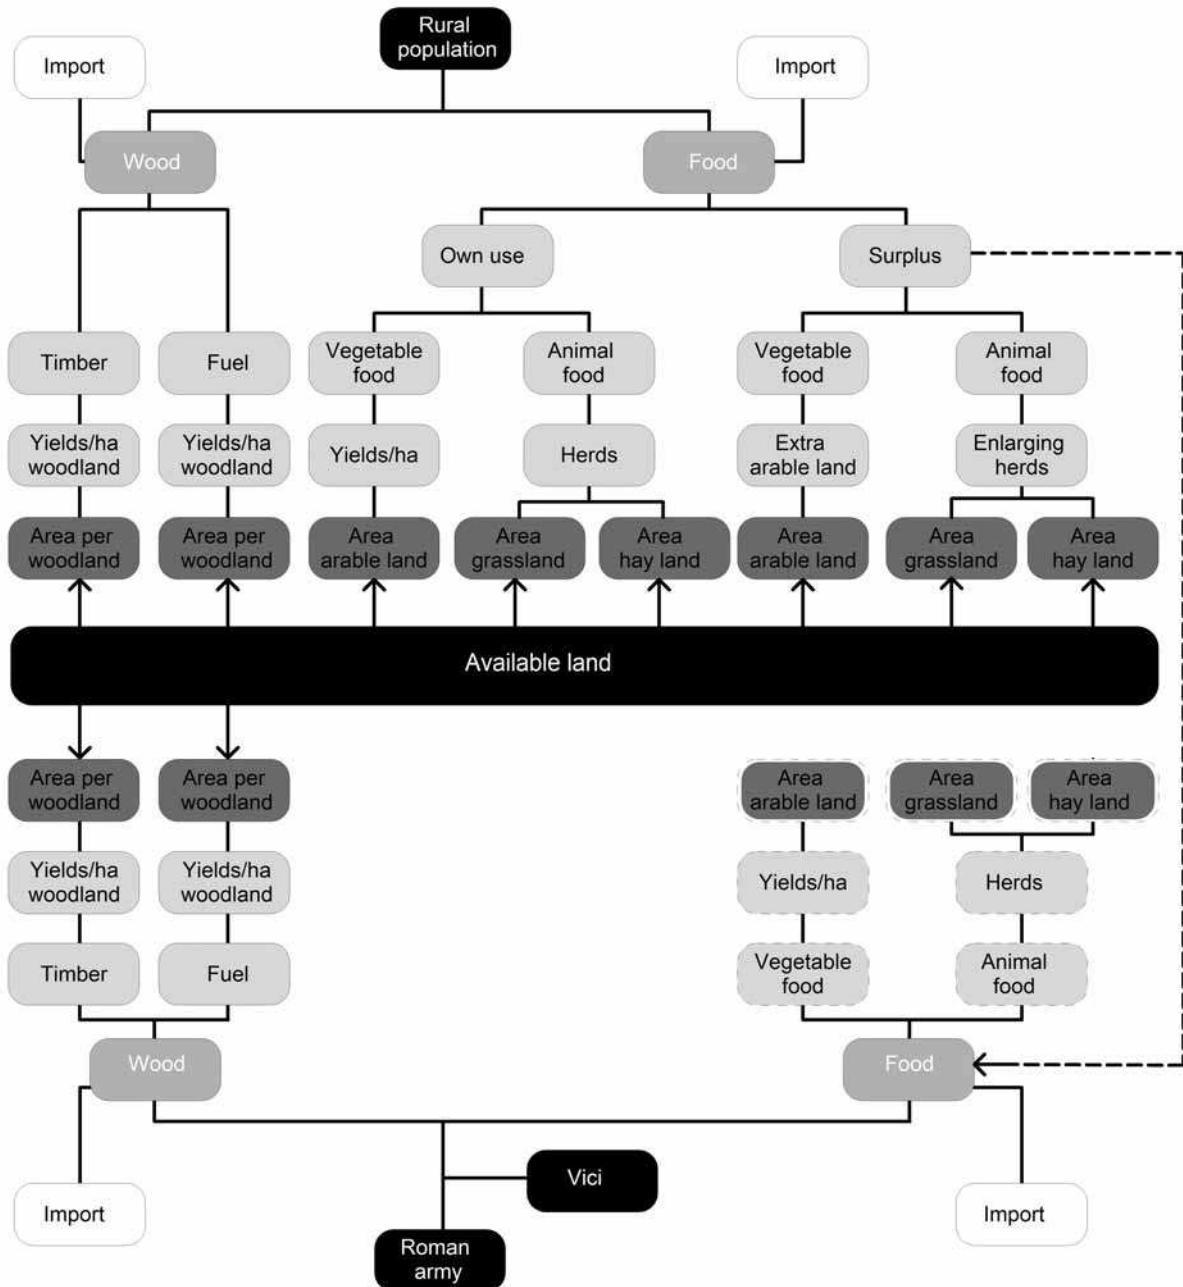 Rural
population
Import
Import
Wood
Food
Own use
Surplus
Timber
Fuel
Vegetable
food
Animal
food
Vegetable
food
Animal
food
Yields/ha
woodland
Yields/ha
woodland
Yields/ha
Herds
Extra
arable land
Enlarging
herds
Area per
woodland
Area per
woodland
Area
arable land
Area
grassland
Area
hay land
Area
arable land
Area
grassland
Area
hay land
Available land
Area per
woodland
Area per
woodland
Area
arable land
Area
grassland
Area
hay land
Yields/ha
woodland
Yields/ha
woodland
Yields/ha
Herds
Timber
Fuel
Vegetable
food
Animal
food
Wood
Food
Vici
Import
Import
Roman
army